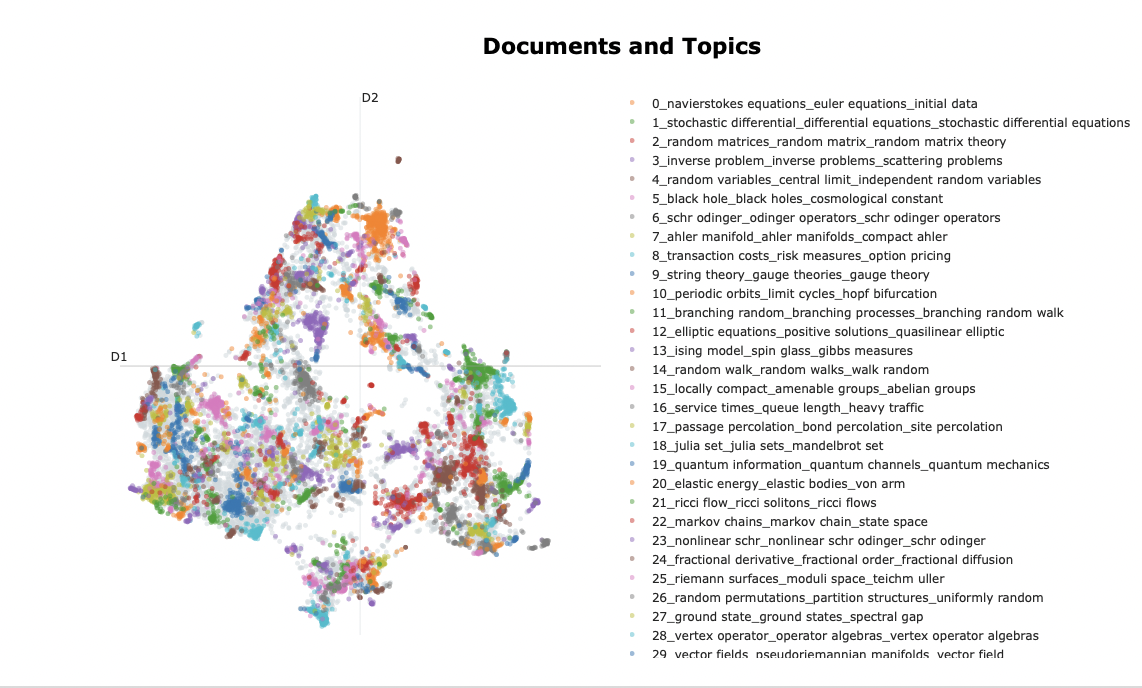 Documents and Topics
D2
D1
0_navierstokes equations_euler equations_initial data
1_stochastic differential_differential equations_stochastic differential equations
2_random matrices_random matrix_random matrix theory
3_inverse problem_inverse problems_scattering problems
4_random variables_central limit_independent random variables
5_black hole_black holes_cosmological constant
6_schr odinger_odinger operators_schr odinger operators
7_ahler manifold_ahler manifolds_compact ahler
8_transaction costs_risk measures_option pricing
9_string theory_gauge theories_gauge theory
10_periodic orbits_limit cycles_hopf bifurcation
11_branching random_branching processes_branching random walk
12_elliptic equations_positive solutions_quasilinear elliptic
13_ising model_spin glass_gibbs measures
14_random walk_random walks_walk random
15_locally compact_amenable groups_abelian groups
16_service times_queue length_heavy traffic
17_passage percolation_bond percolation_site percolation
18_julia set_julia sets_mandelbrot set
19_quantum information_quantum channels_quantum mechanics
20_elastic energy_elastic bodies_von arm
21_ricci flow_ricci solitons_ricci flows
22_markov chains_markov chain_state space
23_nonlinear schr_nonlinear schr odinger_schr odinger
24_fractional derivative_fractional order_fractional diffusion
25_riemann surfaces_moduli space_teichm uller
26_random permutations_partition structures_uniformly random
27_ground state_ground states_spectral gap
28_vertex operator_operator algebras_vertex operator algebras
29_vector fields_pseudoriemannian manifolds_vector field